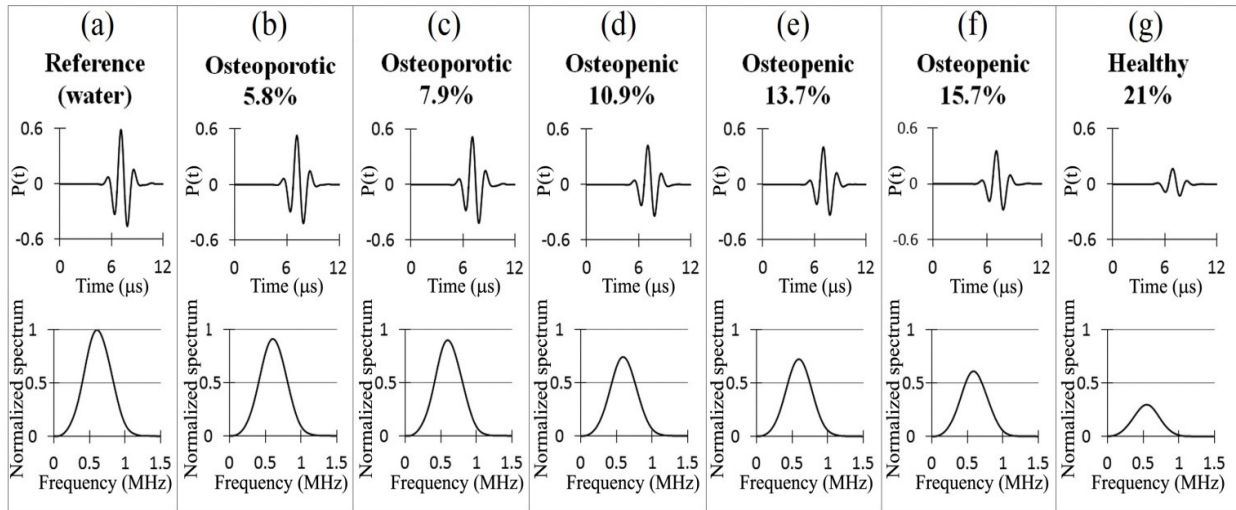 (a)
Reference
(water)
0.6
0
-0.6
P(t)
0 6 12
Time (μs)
1
0.5
0
Normalized spectrum
0 0.5 1 1.5
Frequency (MHz)
(b)
Osteoporotic
5.8%
0.6
0
-0.6
P(t)
0 6 12
Time (μs)
1
0.5
0
Normalized spectrum
0 0.5 1 1.5
Frequency (MHz)
(c)
Osteoporotic
7.9%
0.6
0
-0.6
P(t)
0 6 12
Time (μs)
1
0.5
0
Normalized spectrum
0 0.5 1 1.5
Frequency (MHz)
(d)
Osteopenic
10.9%
0.6
0
-0.6
P(t)
0 6 12
Time (μs)
1
0.5
0
Normalized spectrum
0 0.5 1 1.5
Frequency (MHz)
(e)
Osteopenic
13.7%
0.6
0
-0.6
P(t)
0 6 12
Time (μs)
1
0.5
0
Normalized spectrum
0 0.5 1 1.5
Frequency (MHz)
(f)
Osteopenic
15.7%
0.6
0
-0.6
P(t)
0 6 12
Time (μs)
1
0.5
0
Normalized spectrum
0 0.5 1 1.5
Frequency (MHz)
(g)
Healthy
21%
0.6
0
-0.6
P(t)
0 6 12
Time (μs)
1
0.5
0
Normalized spectrum
0 0.5 1 1.5
Frequency (MHz)